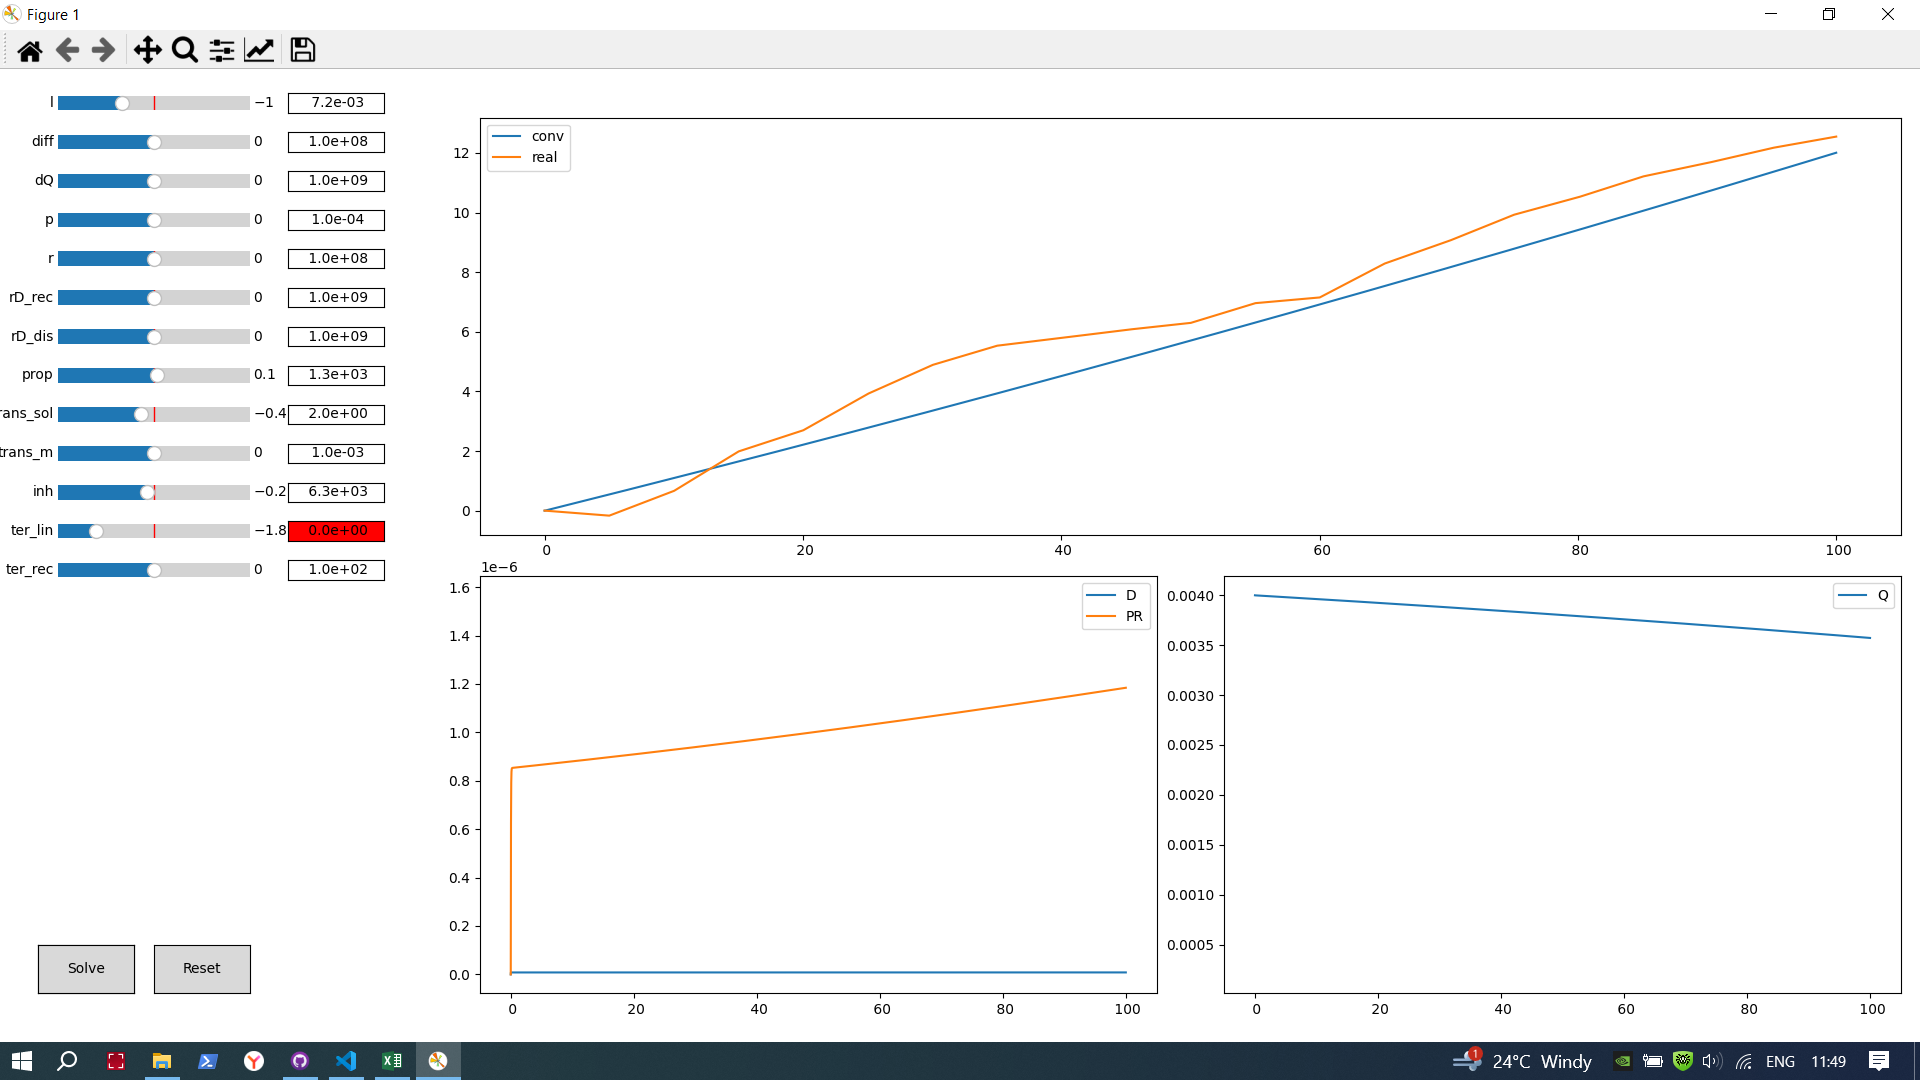 Figure 1
l −1 7.2e-03
diff 0 1.0e+08
dQ 0 1.0e+09
p 0 1.0e-04
r 0 1.0e+08
rD_rec 0 1.0e+09
rD_dis 0 1.0e+09
prop 0.1 1.3e+03
rans_sol −0.4 2.0e+00
trans_m 0 1.0e-03
inh −0.2 6.3e+03
ter_lin −1.8 0.0e+00
ter_rec 0 1.0e+02
Solve Reset
conv
real
12
10
8
6
4
2
0
0 20 40 60 80 100
1e−6
D
PR
1.6
1.4
1.2
1.0
0.8
0.6
0.4
0.2
0.0
0 20 40 60 80 100
Q
0.0040
0.0035
0.0030
0.0025
0.0020
0.0015
0.0010
0.0005
0 20 40 60 80 100
1 24°C Windy ENG 11:49